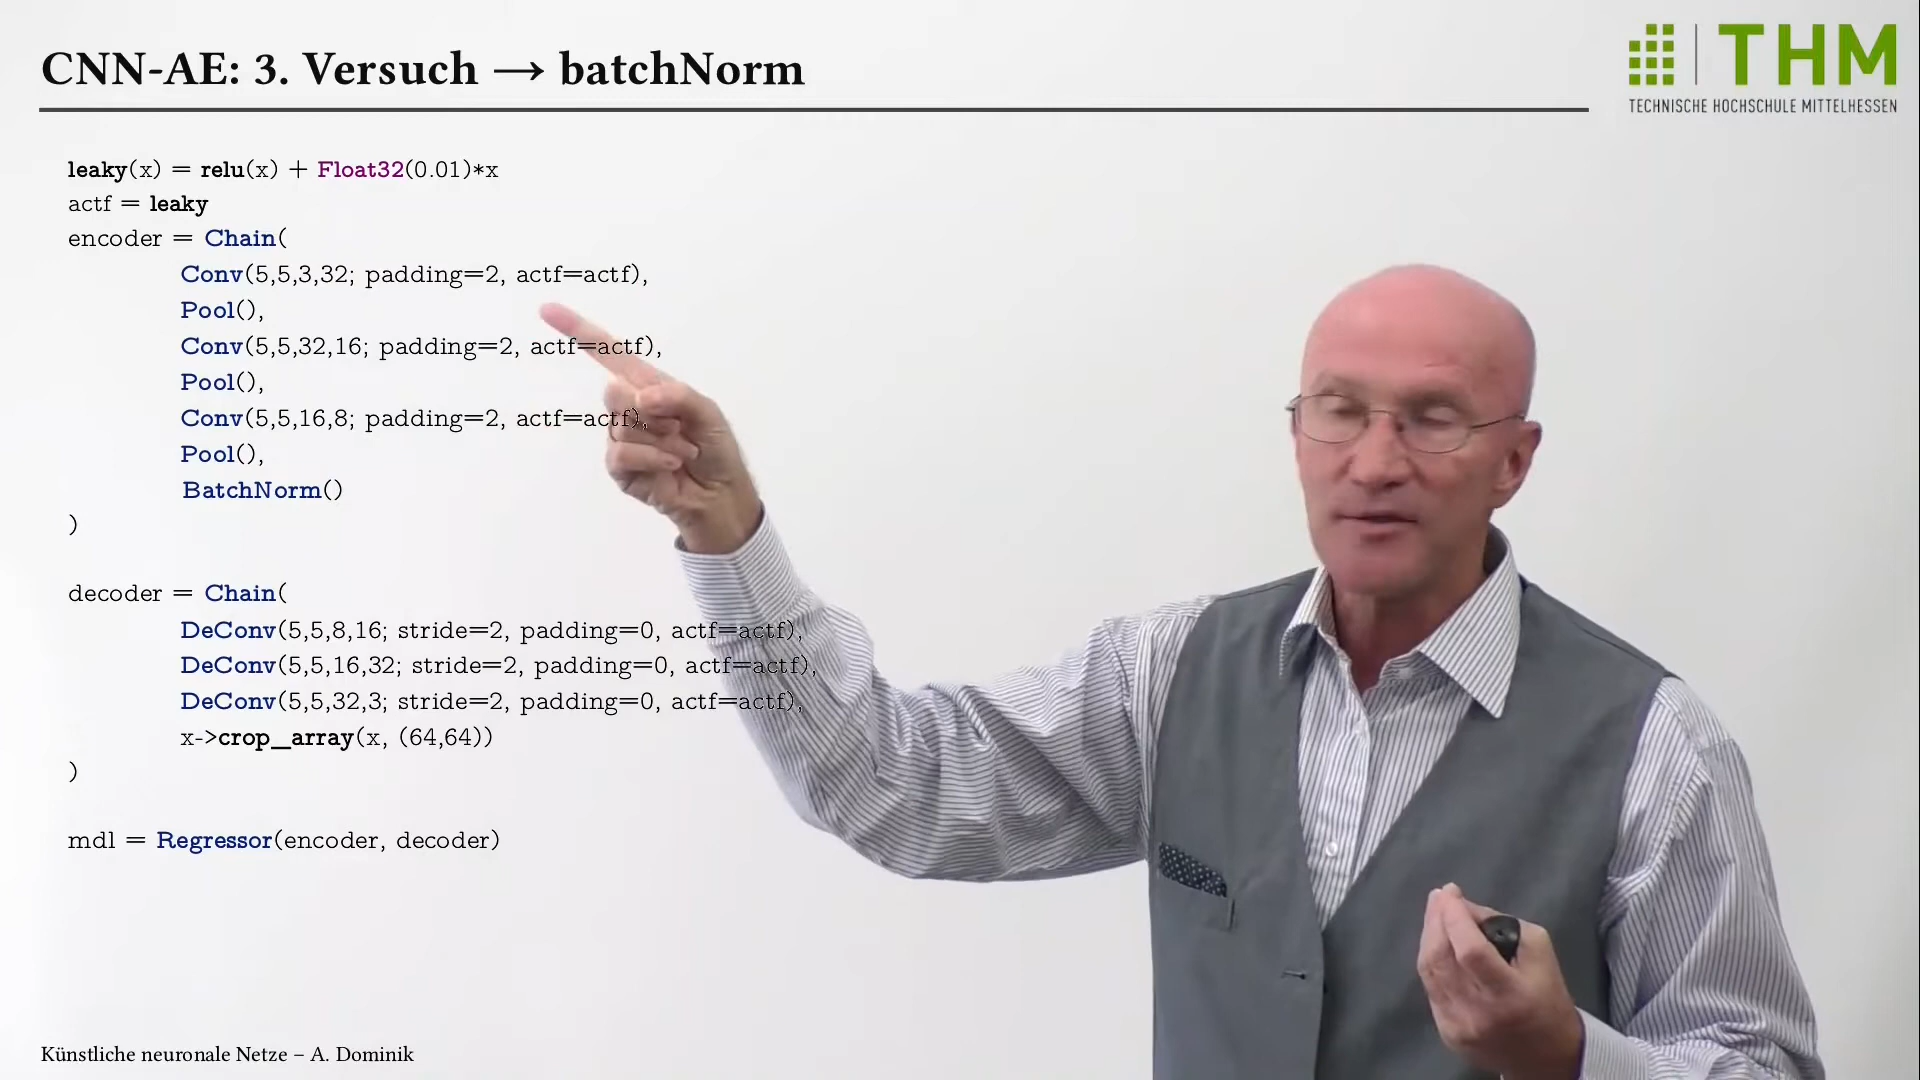 CNN-AE: 3. Versuch → batchNorm
THM
TECHNISCHE HOCHSCHULE MITTELHESSEN
leaky(x) = relu(x) + Float32(0.01)*x
actf = leaky
encoder = Chain(
Conv(5,5,3,32; padding=2, actf=actf),
Pool(),
Conv(5,5,32,16; padding=2, actf=actf),
Pool(),
Conv(5,5,16,8; padding=2, actf=actf),
Pool(),
BatchNorm()
)
decoder = Chain(
DeConv(5,5,8,16; stride=2, padding=0, actf=actf),
DeConv(5,5,16,32; stride=2, padding=0, actf=actf),
DeConv(5,5,32,3; stride=2, padding=0, actf=actf),
x->crop_array(x, (64,64))
)
mdl = Regressor(encoder, decoder)
Künstliche neuronale Netze – A. Dominik